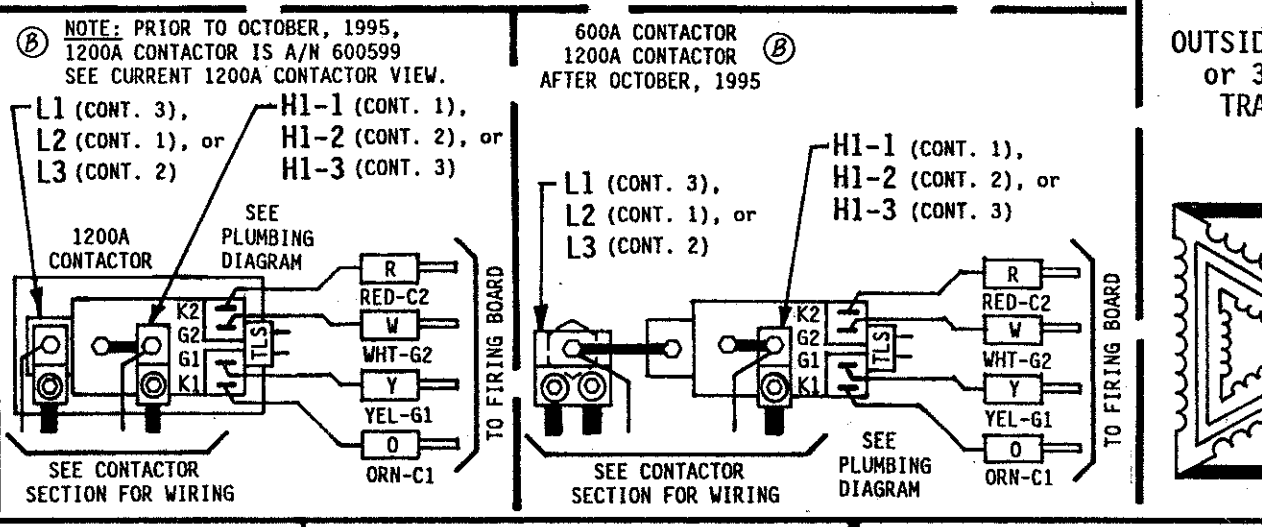 Ⓑ NOTE: PRIOR TO OCTOBER, 1995,
1200A CONTACTOR IS A/N 600599
SEE CURRENT 1200A CONTACTOR VIEW.
L1 (CONT. 3),
L2 (CONT. 1), or
L3 (CONT. 2)
H1-1 (CONT. 1),
H1-2 (CONT. 2), or
H1-3 (CONT. 3)
1200A
CONTACTOR
SEE
PLUMBING
DIAGRAM
K2
G2
G1
K1
TLS
R
RED-C2
W
WHT-G2
Y
YEL-G1
O
ORN-C1
TO FIRING BOARD
SEE CONTACTOR
SECTION FOR WIRING
600A CONTACTOR
1200A CONTACTOR Ⓑ
AFTER OCTOBER, 1995
L1 (CONT. 3),
L2 (CONT. 1), or
L3 (CONT. 2)
H1-1 (CONT. 1),
H1-2 (CONT. 2), or
H1-3 (CONT. 3)
K2
G2
G1
K1
TLS
R
RED-C2
W
WHT-G2
Y
YEL-G1
O
ORN-C1
TO FIRING BOARD
SEE CONTACTOR
SECTION FOR WIRING
SEE
PLUMBING
DIAGRAM
OUTSID
or 3
TRA